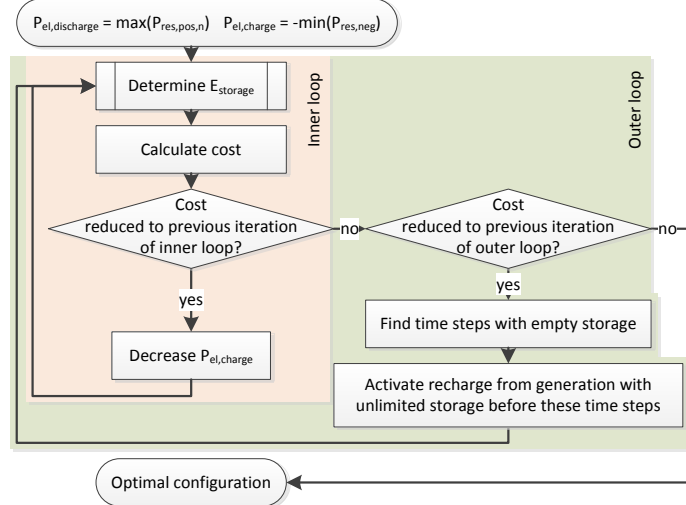 P_el,discharge = max(P_res,pos,n)   P_el,charge = -min(P_res,neg)
Determine E_storage
Inner loop
Outer loop
Calculate cost
Cost
reduced to previous iteration
of inner loop?
no
Cost
reduced to previous iteration
of outer loop?
no
yes
yes
Decrease P_el,charge
Find time steps with empty storage
Activate recharge from generation with
unlimited storage before these time steps
Optimal configuration